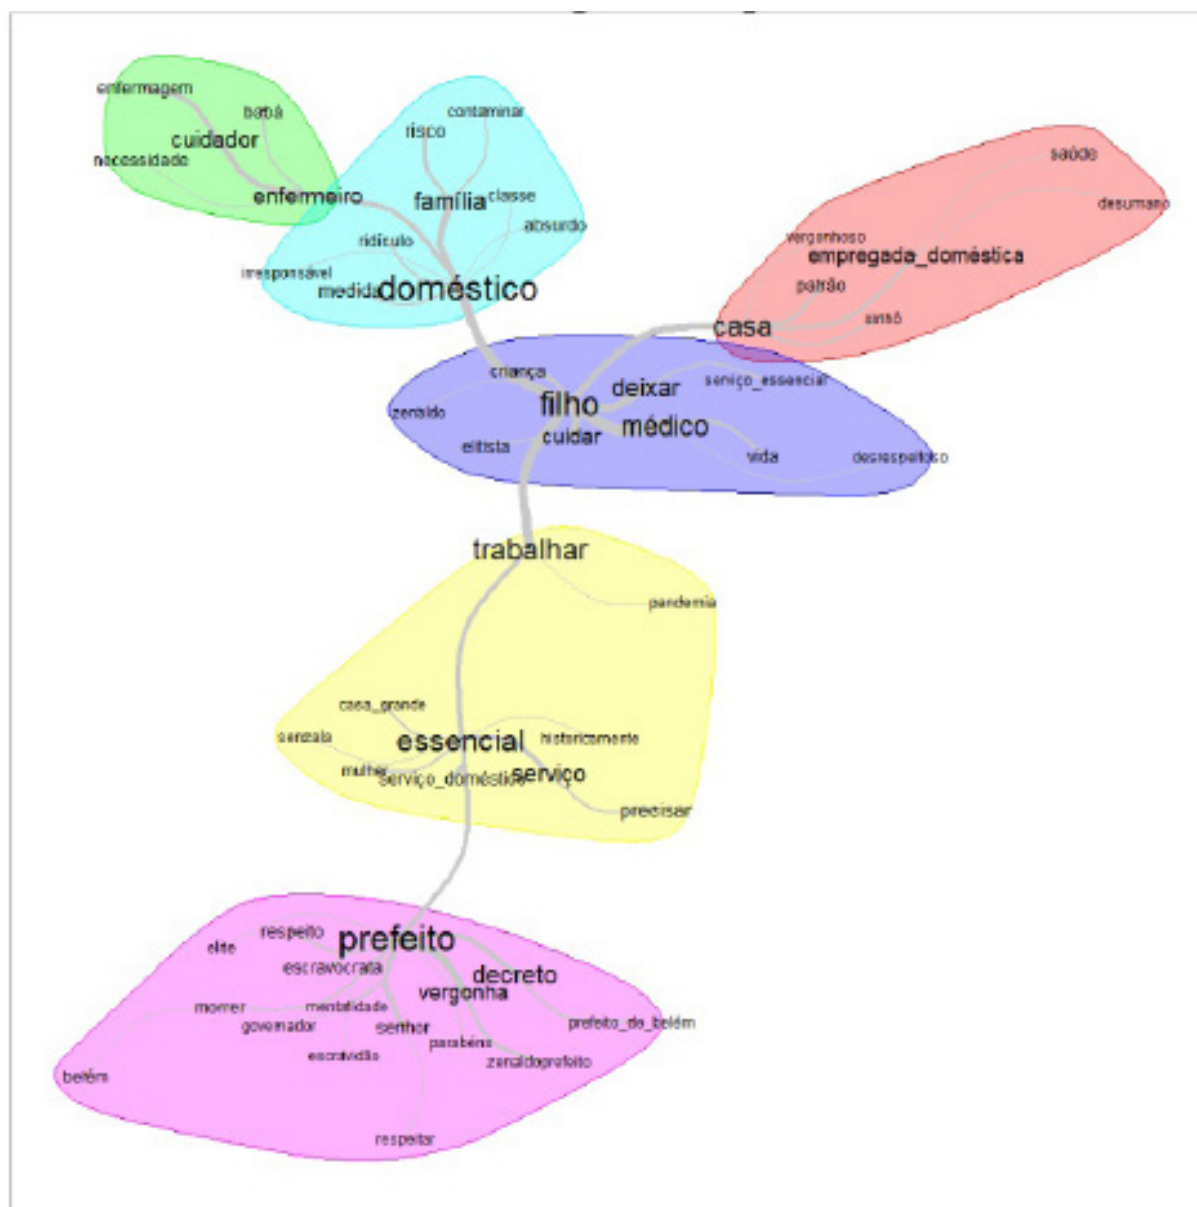 enfermagem
babá
cuidador
necessidade
enfermeiro
contaminar
risco
família
classe
absurdo
ridículo
irresponsável
medida
doméstico
saúde
desumano
vergonhoso
empregada_doméstica
patrão
sinhô
casa
criança
deixar
serviço_essencial
filho
zenaldo
médico
cuidar
elitista
vida
desrespeitoso
trabalhar
pandemia
casa_grande
senzala
essencial
historicamente
mulher
serviço_doméstico
serviço
precisar
prefeito
respeito
elite
escravocrata
decreto
vergonha
morrer
mentalidade
governador
senhor
prefeito_de_belém
parabéns
escravidão
zenaldoprefeito
belém
respeitar